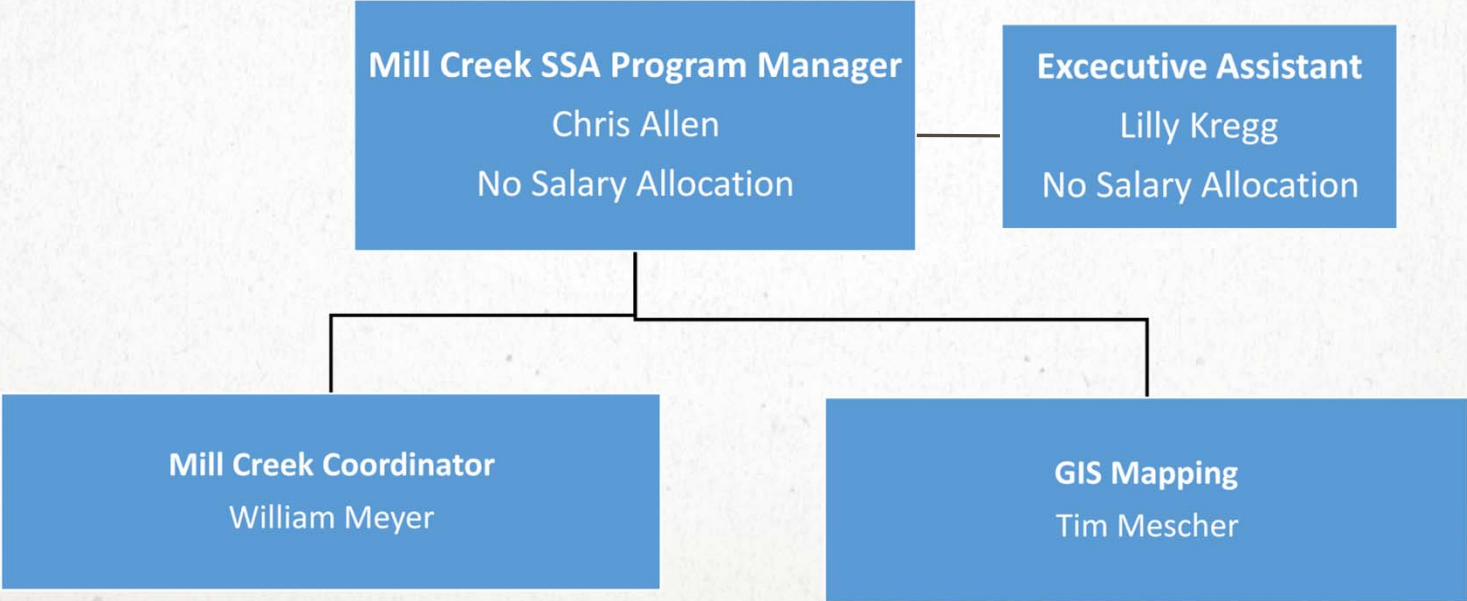 Mill Creek SSA Program Manager
Chris Allen
No Salary Allocation
Excecutive Assistant
Lilly Kregg
No Salary Allocation
Mill Creek Coordinator
William Meyer
GIS Mapping
Tim Mescher